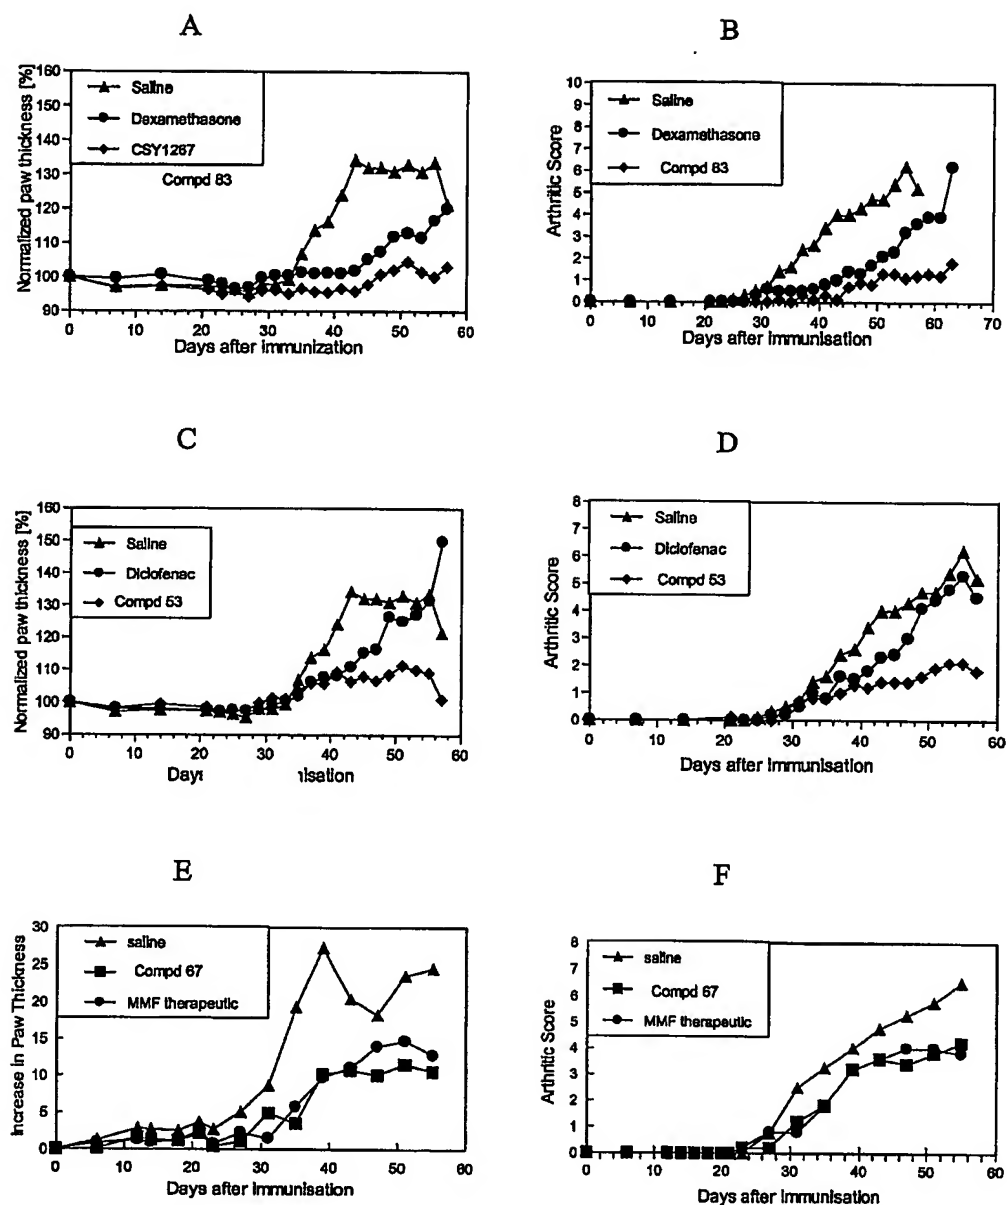 A
Normalized paw thickness [%]
160
150
140
130
120
110
100
90
Saline
Dexamethasone
CSY1267
Compd 83
0 10 20 30 40 50 60
Days after Immunization
B
Arthritic Score
10
9
8
7
6
5
4
3
2
1
0
Saline
Dexamethasone
Compd 83
0 10 20 30 40 50 60 70
Days after Immunisation
C
Normalized paw thickness [%]
160
150
140
130
120
110
100
90
Saline
Diclofenac
Compd 53
0 10 20 30 40 50 60
Days nisation
D
Arthritic Score
8
7
6
5
4
3
2
1
0
Saline
Diclofenac
Compd 53
0 10 20 30 40 50 60
Days after Immunisation
E
Increase In Paw Thickness
30
25
20
15
10
5
0
saline
Compd 67
MMF therapeutic
0 10 20 30 40 50 60
Days after Immunisation
F
Arthritic Score
8
7
6
5
4
3
2
1
0
saline
Compd 67
MMF therapeutic
0 10 20 30 40 50 60
Days after Immunisation